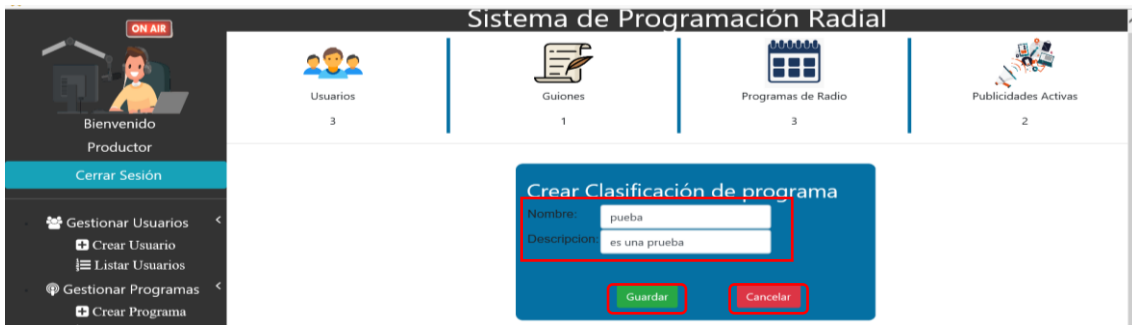 Sistema de Programación Radial
ON AIR
Bienvenido
Productor
Cerrar Sesión
Gestionar Usuarios
Crear Usuario
Listar Usuarios
Gestionar Programas
Crear Programa
Usuarios
3
Guiones
1
Programas de Radio
3
Publicidades Activas
2
Crear Clasificación de programa
Nombre: pueba
Descripcion: es una prueba
Guardar Cancelar